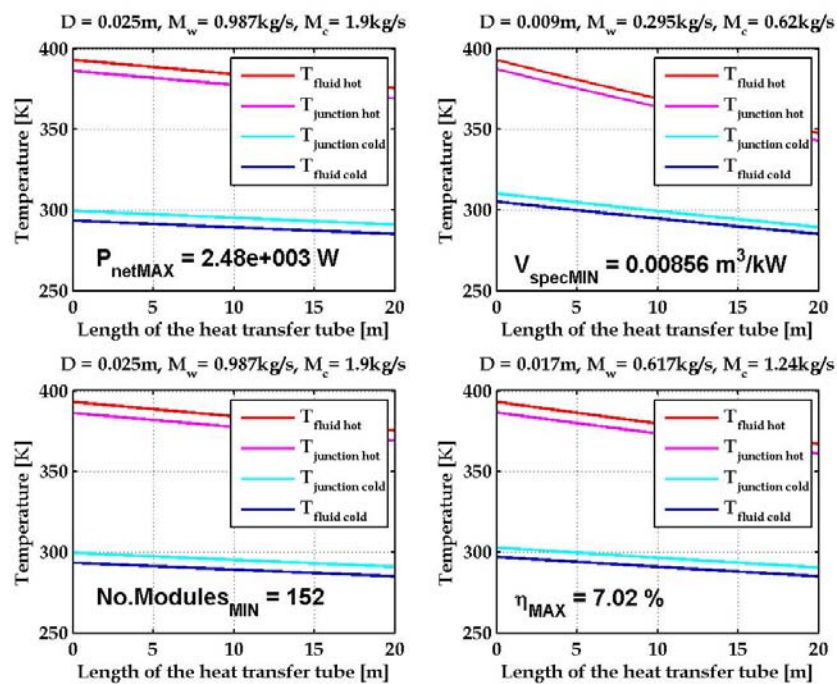 D = 0.025m, M_w = 0.987kg/s, M_c = 1.9kg/s
400
350
300
250
Temperature [K]
T_fluid hot
T_junction hot
T_junction cold
T_fluid cold
P_netMAX = 2.48e+003 W
0 5 10 15 20
Length of the heat transfer tube [m]
D = 0.009m, M_w = 0.295kg/s, M_c = 0.62kg/s
400
350
300
250
Temperature [K]
T_fluid hot
T_junction hot
T_junction cold
T_fluid cold
V_specMIN = 0.00856 m³/kW
0 5 10 15 20
Length of the heat transfer tube [m]
D = 0.025m, M_w = 0.987kg/s, M_c = 1.9kg/s
400
350
300
250
Temperature [K]
T_fluid hot
T_junction hot
T_junction cold
T_fluid cold
No.Modules_MIN = 152
0 5 10 15 20
Length of the heat transfer tube [m]
D = 0.017m, M_w = 0.617kg/s, M_c = 1.24kg/s
400
350
300
250
Temperature [K]
T_fluid hot
T_junction hot
T_junction cold
T_fluid cold
η_MAX = 7.02 %
0 5 10 15 20
Length of the heat transfer tube [m]